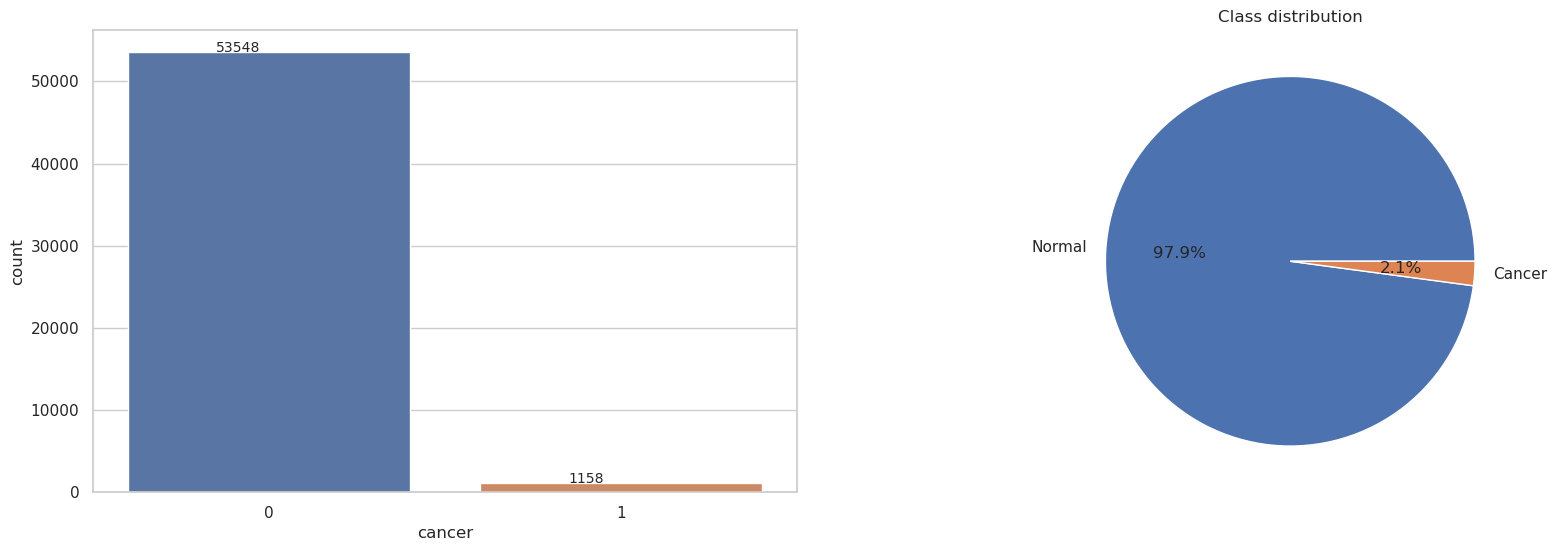 53548
50000
40000
30000
20000
10000
0
count
1158
0
1
cancer
Class distribution
Normal
97.9%
2.1%
Cancer